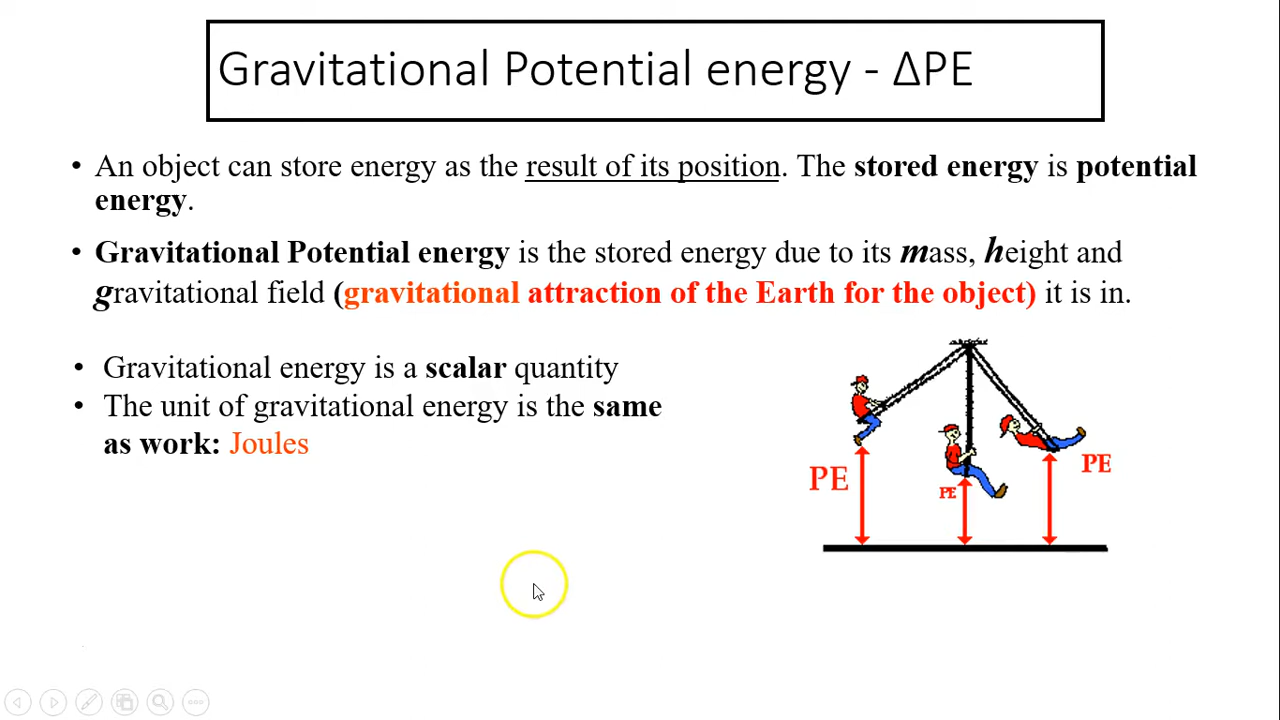 Gravitational Potential energy - ΔPE
• An object can store energy as the result of its position. The stored energy is potential
energy.
• Gravitational Potential energy is the stored energy due to its mass, height and
gravitational field (gravitational attraction of the Earth for the object) it is in.
• Gravitational energy is a scalar quantity
• The unit of gravitational energy is the same
as work: Joules
PE
PE
PE